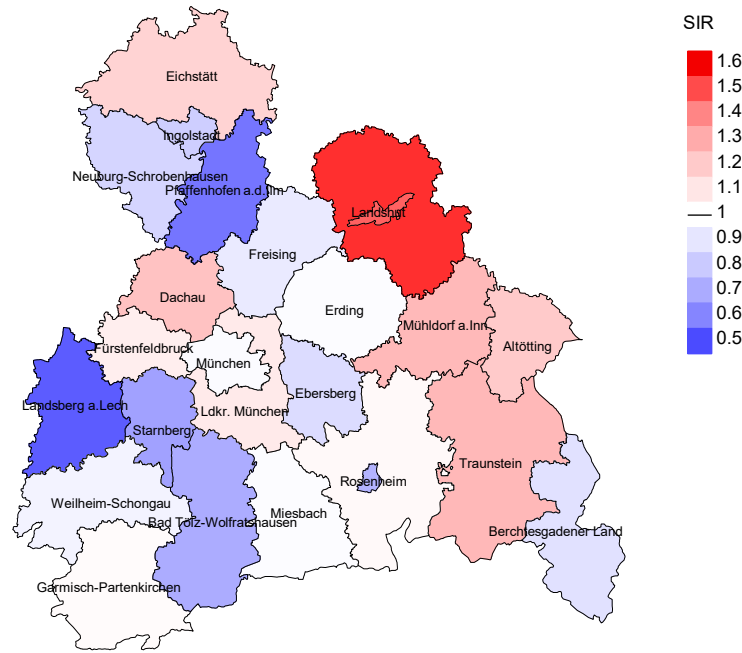 SIR
1.6
1.5
1.4
1.3
1.2
1.1
1
0.9
0.8
0.7
0.6
0.5
Eichstätt
Ingolstadt
Neuburg-Schrobenhausen
Pfaffenhofen a.d.Ilm
Landshut
Freising
Dachau
Erding
Mühldorf a.Inn
Altötting
Fürstenfeldbruck
München
Ebersberg
Landsberg a.Lech
Ldkr. München
Starnberg
Traunstein
Rosenheim
Weilheim-Schongau
Miesbach
Bad Tölz-Wolfratshausen
Berchtesgadener Land
Garmisch-Partenkirchen